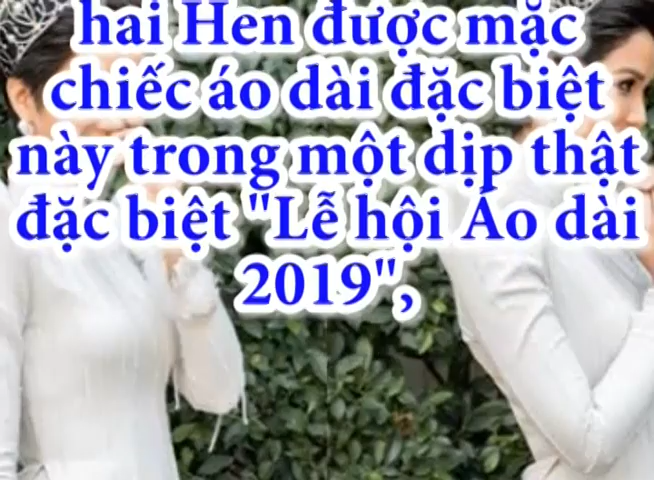 hai Hen được mặc
chiếc áo dài đặc biệt
này trong một dịp thật
đặc biệt "Lễ hội Áo dài
2019",